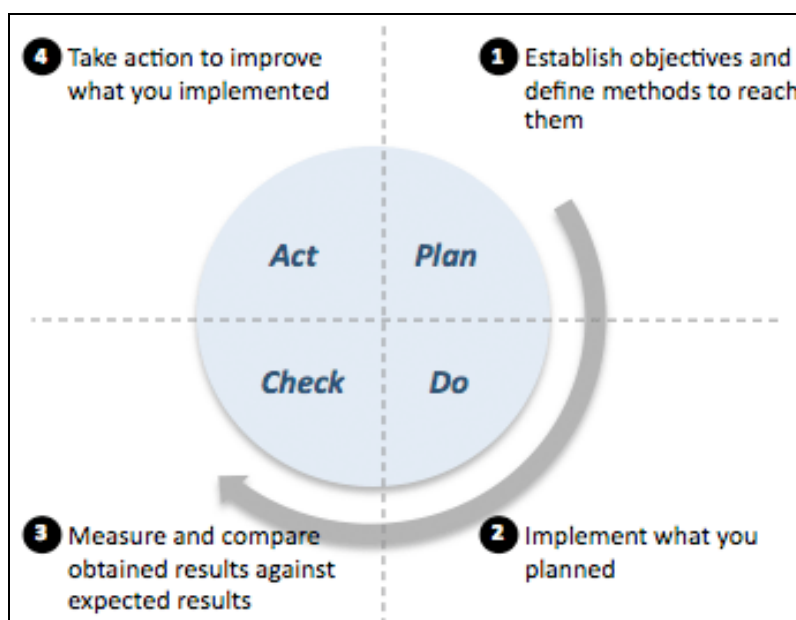 4 Take action to improve
what you implemented
1 Establish objectives and
define methods to reach
them
Act
Plan
Check
Do
3 Measure and compare
obtained results against
expected results
2 Implement what you
planned